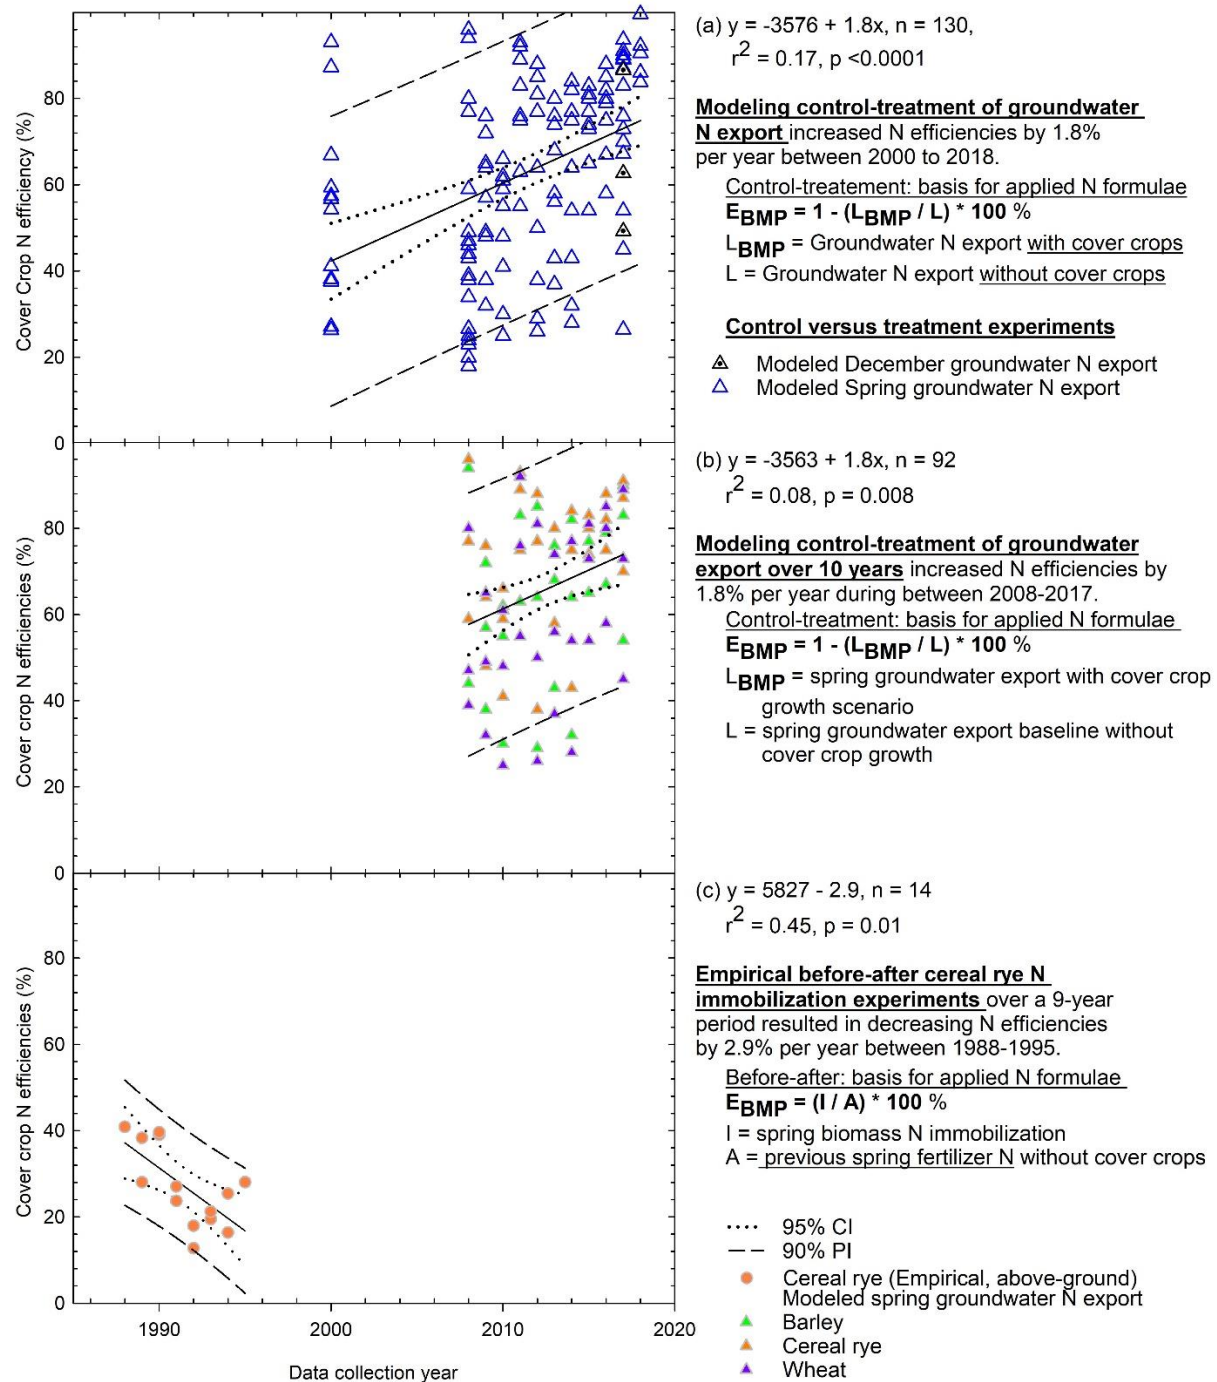 (a) y = -3576 + 1.8x, n = 130,
r2 = 0.17, p <0.0001
Modeling control-treatment of groundwater
N export increased N efficiencies by 1.8%
per year between 2000 to 2018.
Control-treatement: basis for applied N formulae
EBMP = 1 - (LBMP / L) * 100 %
LBMP = Groundwater N export with cover crops
L = Groundwater N export without cover crops
Control versus treatment experiments
Modeled December groundwater N export
Modeled Spring groundwater N export
Cover Crop N efficiency (%)
80
60
40
20
0
(b) y = -3563 + 1.8x, n = 92
r2 = 0.08, p = 0.008
Modeling control-treatment of groundwater
export over 10 years increased N efficiencies by
1.8% per year during between 2008-2017.
Control-treatment: basis for applied N formulae
EBMP = 1 - (LBMP / L) * 100 %
LBMP = spring groundwater export with cover crop
growth scenario
L = spring groundwater export baseline without
cover crop growth
Cover crop N efficiencies (%)
80
60
40
20
0
(c) y = 5827 - 2.9, n = 14
r2 = 0.45, p = 0.01
Empirical before-after cereal rye N
immobilization experiments over a 9-year
period resulted in decreasing N efficiencies
by 2.9% per year between 1988-1995.
Before-after: basis for applied N formulae
EBMP = (I / A) * 100 %
I = spring biomass N immobilization
A = previous spring fertilizer N without cover crops
Cover crop N efficiencies (%)
80
60
40
20
0
1990 2000 2010 2020
Data collection year
95% CI
90% PI
Cereal rye (Empirical, above-ground)
Modeled spring groundwater N export
Barley
Cereal rye
Wheat